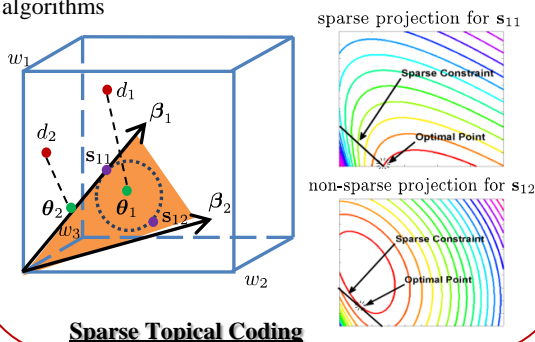 algorithms
w₁
d₁
d₂
β₁
s₁₁
θ₂
θ₁
s₁₂
β₂
w₃
w₂
Sparse Topical Coding
sparse projection for s₁₁
Sparse Constraint
Optimal Point
non-sparse projection for s₁₂
Sparse Constraint
Optimal Point